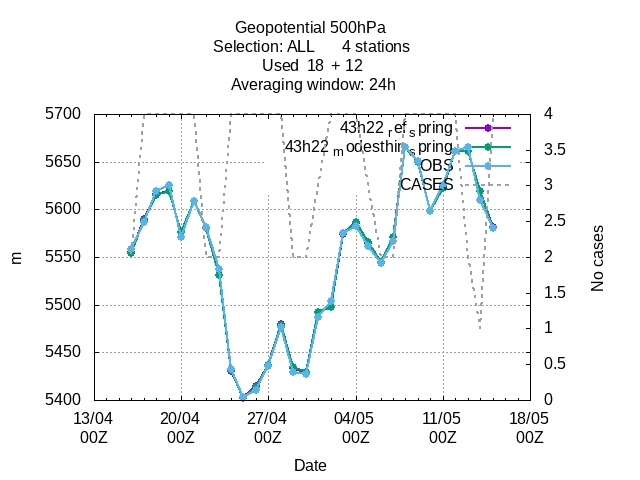 Geopotential 500hPa
Selection: ALL 4 stations
Used 18 + 12
Averaging window: 24h
5700
5650
5600
5550
5500
5450
5400
m
4
3.5
3
2.5
2
1.5
1
0.5
0
No cases
43h22_ref_spring
43h22_modesthin_spring
OBS
CASES
13/04 20/04 27/04 04/05 11/05 18/05
00Z 00Z 00Z 00Z 00Z 00Z
Date